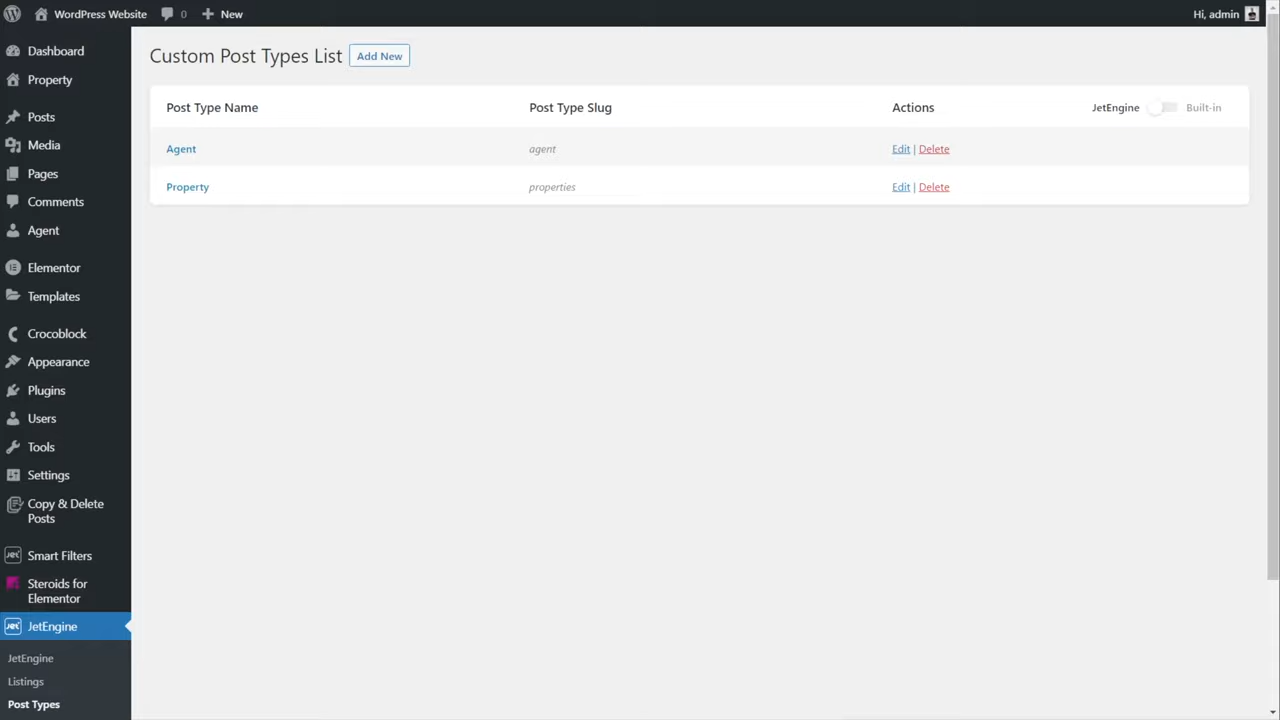 WordPress Website 0 New Hi, admin
Dashboard
Property
Posts
Media
Pages
Comments
Agent
Elementor
Templates
Crocoblock
Appearance
Plugins
Users
Tools
Settings
Copy & Delete
Posts
Smart Filters
Steroids for
Elementor
JetEngine
JetEngine
Listings
Post Types
Custom Post Types List Add New
Post Type Name Post Type Slug Actions JetEngine Built-in
Agent agent Edit | Delete
Property properties Edit | Delete